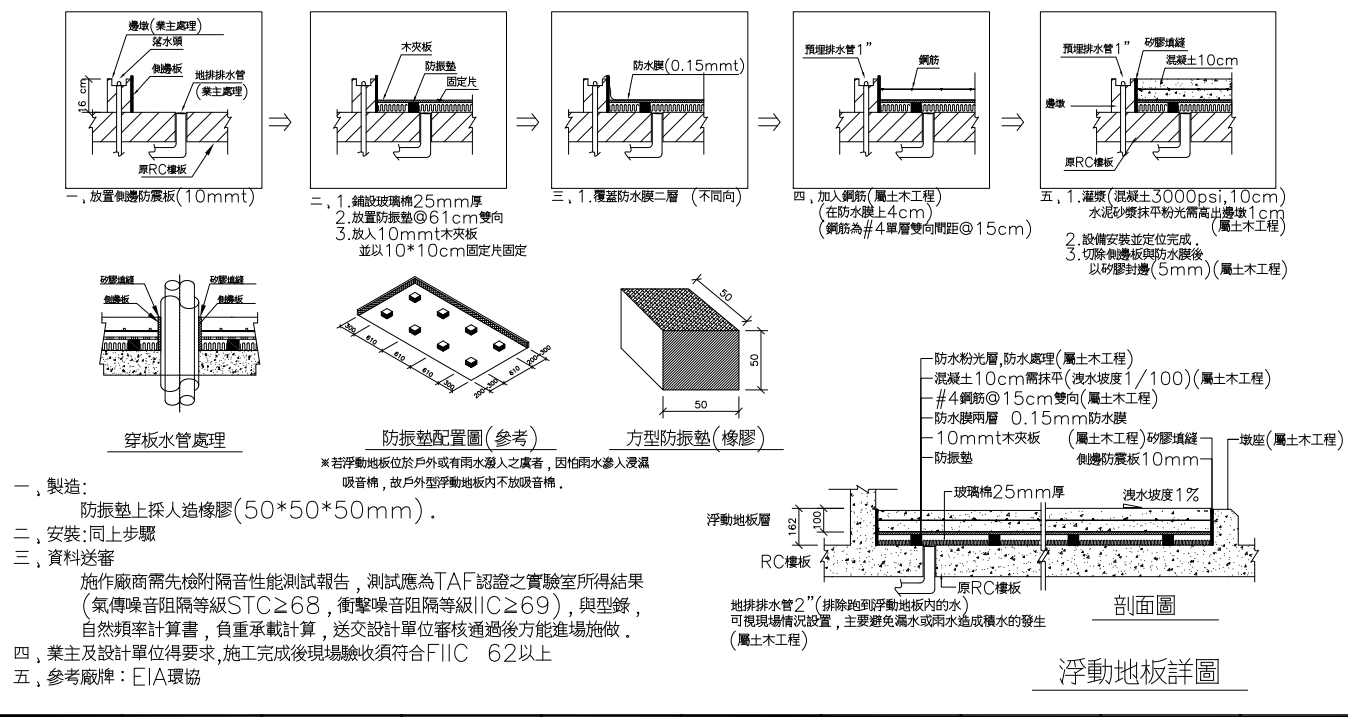 邊墩(業主處理)
落水頭
側邊板
地排排水管
(業主處理)
16 cm
原RC樓板
一、放置側邊防震板(10mmt)
木夾板
防振墊
固定片
二、1.鋪設玻璃棉25mm厚
2.放置防振墊@61cm雙向
3.放入10mmt木夾板
並以10*10cm固定片固定
防水膜(0.15mmt)
三、1.覆蓋防水膜二層 (不同向)
預埋排水管1”
鋼筋
四、加入鋼筋(屬土木工程)
(在防水膜上4cm)
(鋼筋為#4單層雙向間距@15cm)
預埋排水管1”
矽膠填縫
混凝土10cm
邊墩
原RC樓板
五、1.灌漿(混凝土3000psi,10cm)
水泥砂漿抹平粉光需高出邊墩1cm
(屬土木工程)
2.設備安裝並定位完成.
3.切除側邊板與防水膜後
以矽膠封邊(5mm)(屬土木工程)
矽膠填縫
側邊板
矽膠填縫
側邊板
穿板水管處理
300
610
610
610
300
200
300
610
200
300
防振墊配置圖(參考)
50
50
50
方型防振墊(橡膠)
※若浮動地板位於戶外或有雨水潑入之虞者，因怕雨水滲入浸濕
吸音棉，故戶外型浮動地板內不放吸音棉.
一、製造:
防振墊上採人造橡膠(50*50*50mm).
二、安裝:同上步驟
三、資料送審
施作廠商需先檢附隔音性能測試報告，測試應為TAF認證之實驗室所得結果
(氣傳噪音阻隔等級STC≧68，衝擊噪音阻隔等級IIC≧69)，與型錄，
自然頻率計算書，負重承載計算，送交設計單位審核通過後方能進場施做.
四、業主及設計單位得要求,施工完成後現場驗收須符合FIIC 62以上
五、參考廠牌：EIA環協
防水粉光層,防水處理(屬土木工程)
混凝土10cm需抹平(洩水坡度1/100)(屬土木工程)
#4鋼筋@15cm雙向(屬土木工程)
防水膜兩層 0.15mm防水膜
10mmt木夾板
(屬土木工程)矽膠填縫
墩座(屬土木工程)
防振墊
側邊防震板10mm
玻璃棉25mm厚
洩水坡度1%
浮動地板層
162
100
RC樓板
原RC樓板
地排排水管2”(排除跑到浮動地板內的水)
可視現場情況設置，主要避免漏水或雨水造成積水的發生
(屬土木工程)
剖面圖
浮動地板詳圖